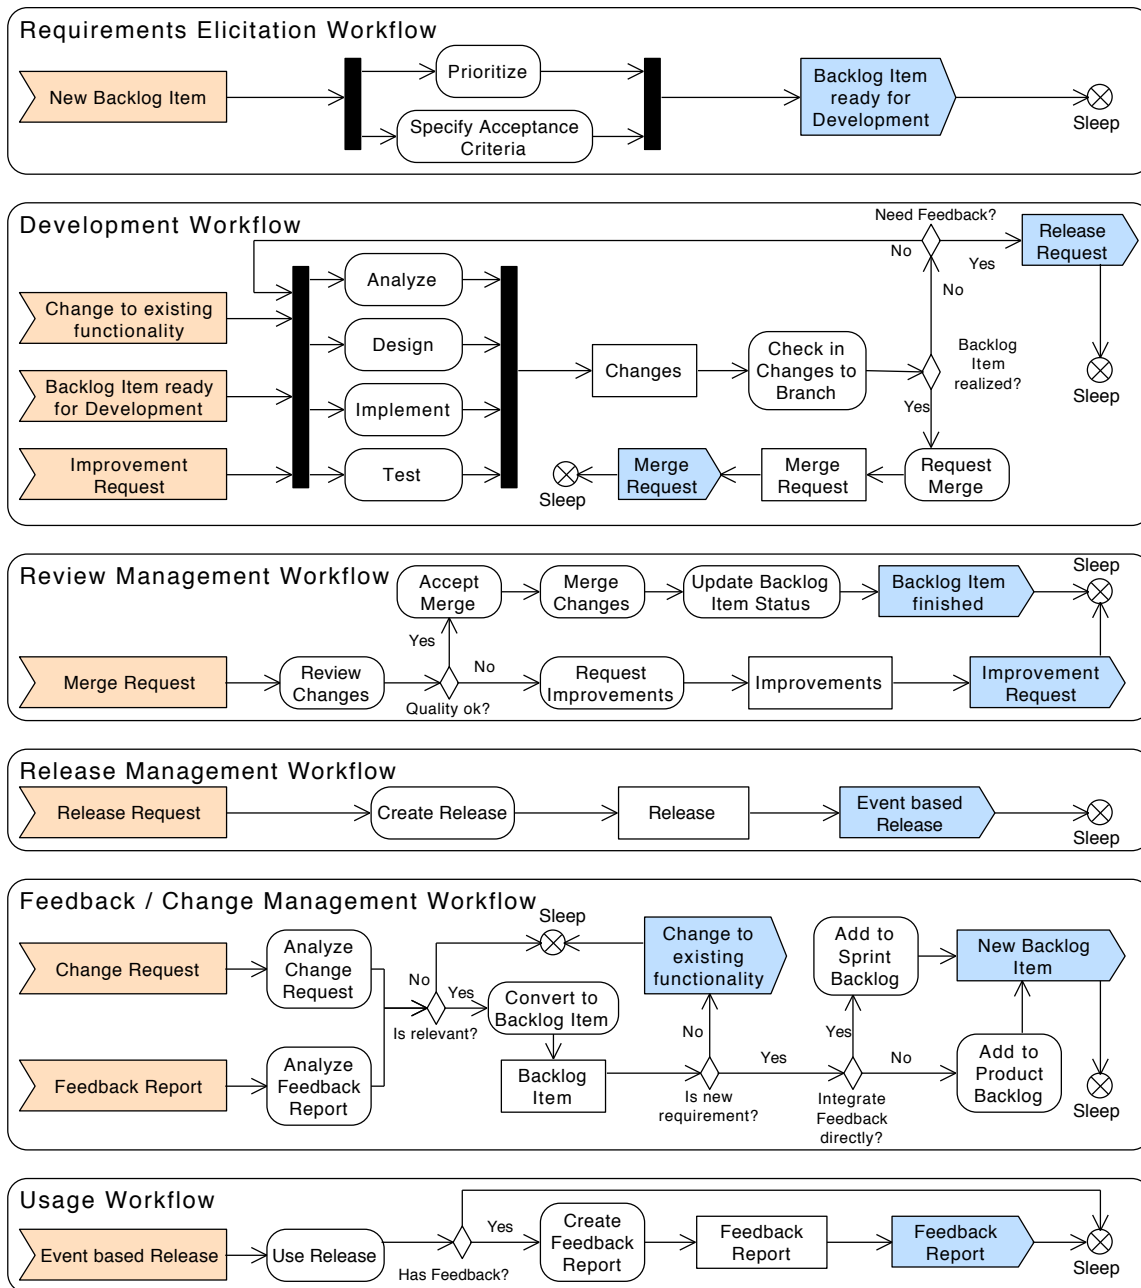 Requirements Elicitation Workflow
New Backlog Item
Prioritize
Specify Acceptance
Criteria
Backlog Item
ready for
Development
Sleep
Development Workflow
Need Feedback?
No
Yes
Release
Request
Change to existing
functionality
Backlog Item ready
for Development
Improvement
Request
Analyze
Design
Implement
Test
Changes
Check in
Changes to
Branch
No
Backlog
Item
realized?
Yes
Sleep
Request
Merge
Merge
Request
Merge
Request
Sleep
Review Management Workflow
Accept
Merge
Merge
Changes
Update Backlog
Item Status
Backlog Item
finished
Sleep
Yes
Merge Request
Review
Changes
No
Quality ok?
Request
Improvements
Improvements
Improvement
Request
Release Management Workflow
Release Request
Create Release
Release
Event based
Release
Sleep
Feedback / Change Management Workflow
Change Request
Analyze
Change
Request
Feedback Report
Analyze
Feedback
Report
Sleep
No
Yes
Is relevant?
Convert to
Backlog Item
Backlog
Item
Change to
existing
functionality
No
Yes
Is new
requirement?
Add to
Sprint
Backlog
Yes
No
Integrate
Feedback
directly?
New Backlog
Item
Add to
Product
Backlog
Sleep
Usage Workflow
Event based Release
Use Release
Yes
Has Feedback?
Create
Feedback
Report
Feedback
Report
Feedback
Report
Sleep